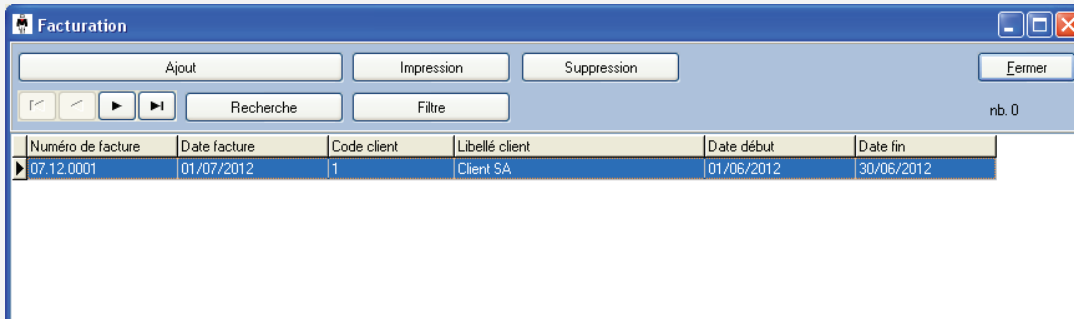 Facturation
Ajout Impression Suppression Fermer
Recherche Filtre nb. 0
Numéro de facture Date facture Code client Libellé client Date début Date fin
07.12.0001 01/07/2012 1 Client SA 01/06/2012 30/06/2012